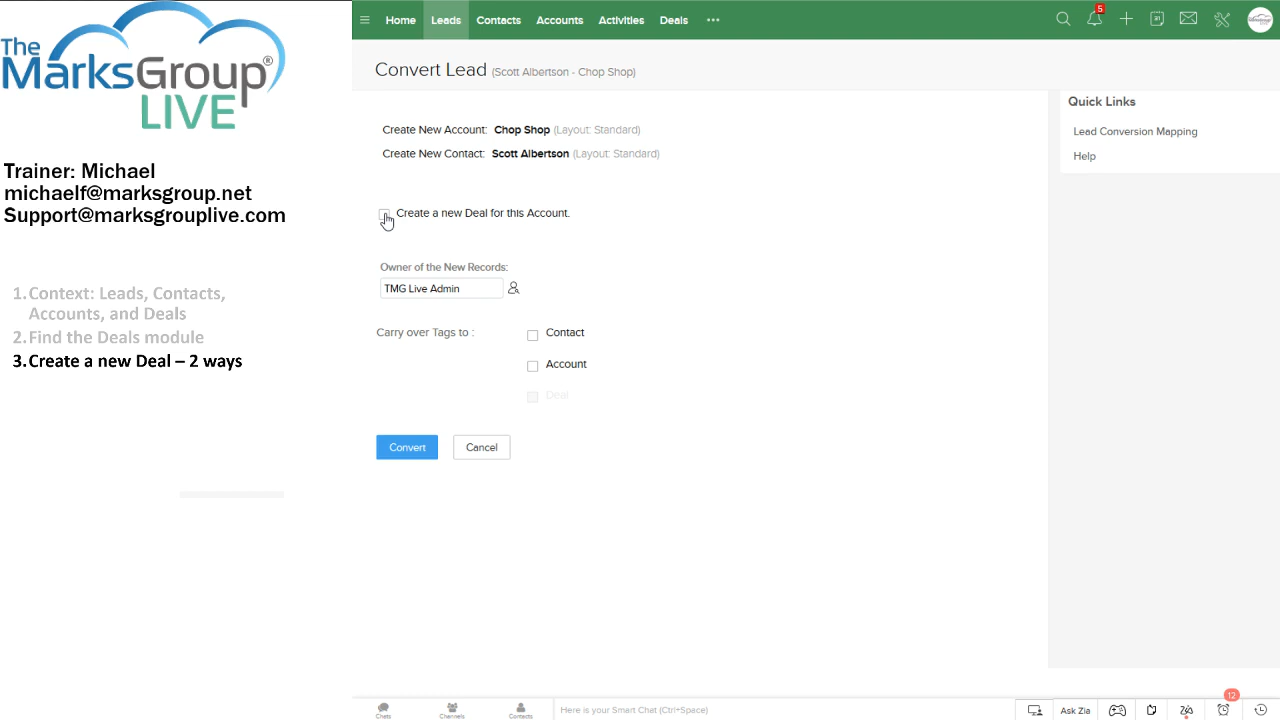 The
MarksGroup®
LIVE
Trainer: Michael
michaelf@marksgroup.net
Support@marksgrouplive.com
1. Context: Leads, Contacts,
Accounts, and Deals
2. Find the Deals module
3. Create a new Deal – 2 ways
Home Leads Contacts Accounts Activities Deals
5
31
Convert Lead (Scott Albertson - Chop Shop)
Create New Account: Chop Shop (Layout: Standard)
Create New Contact: Scott Albertson (Layout: Standard)
Create a new Deal for this Account.
Owner of the New Records:
TMG Live Admin
Carry over Tags to :
Contact
Account
Deal
Convert Cancel
Quick Links
Lead Conversion Mapping
Help
Chats Channels Contacts
Here is your Smart Chat (Ctrl+Space)
Ask Zia
12